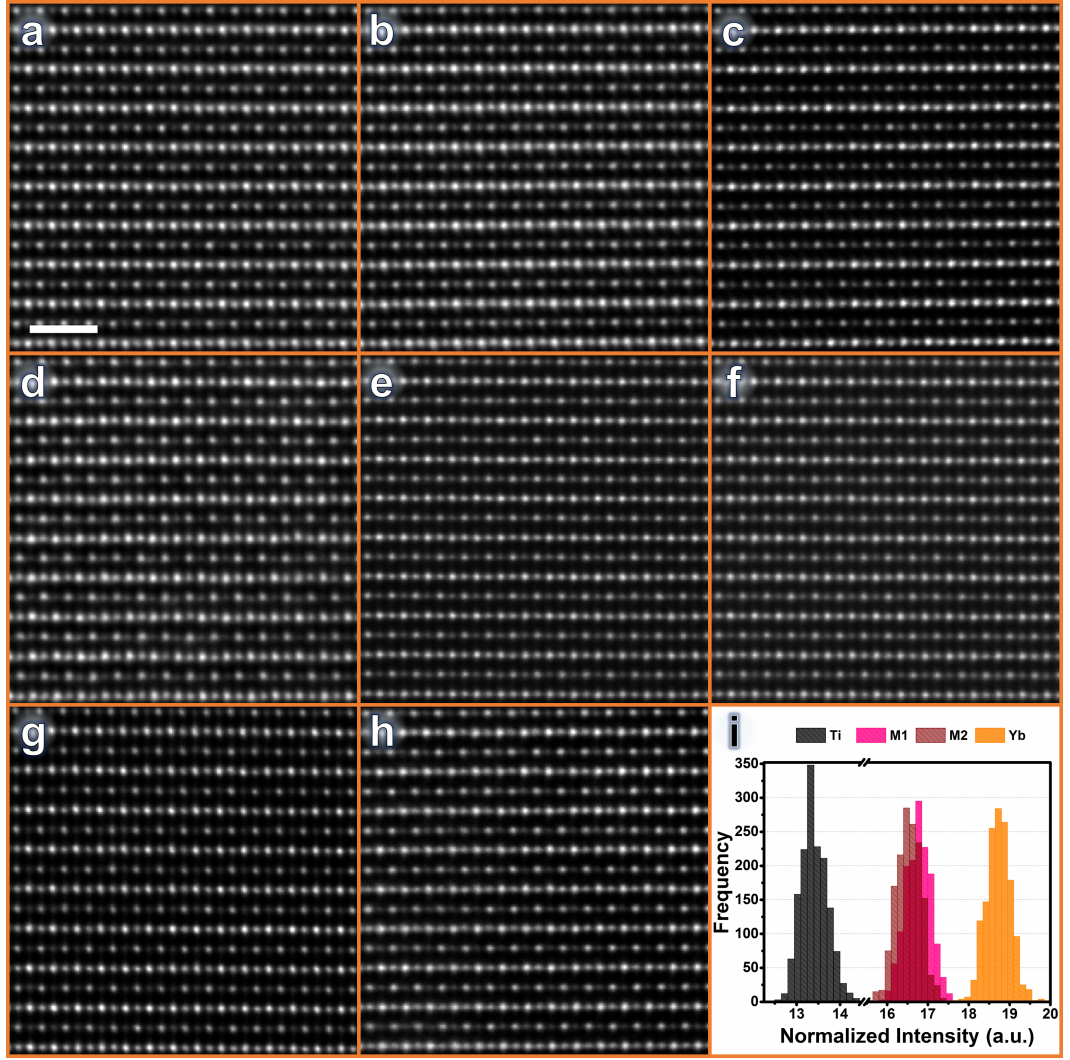 a
b
c
d
e
f
g
h
i
Ti M1 M2 Yb
350
300
250
200
150
100
50
0
Frequency
13 14 16 17 18 19 20
Normalized Intensity (a.u.)